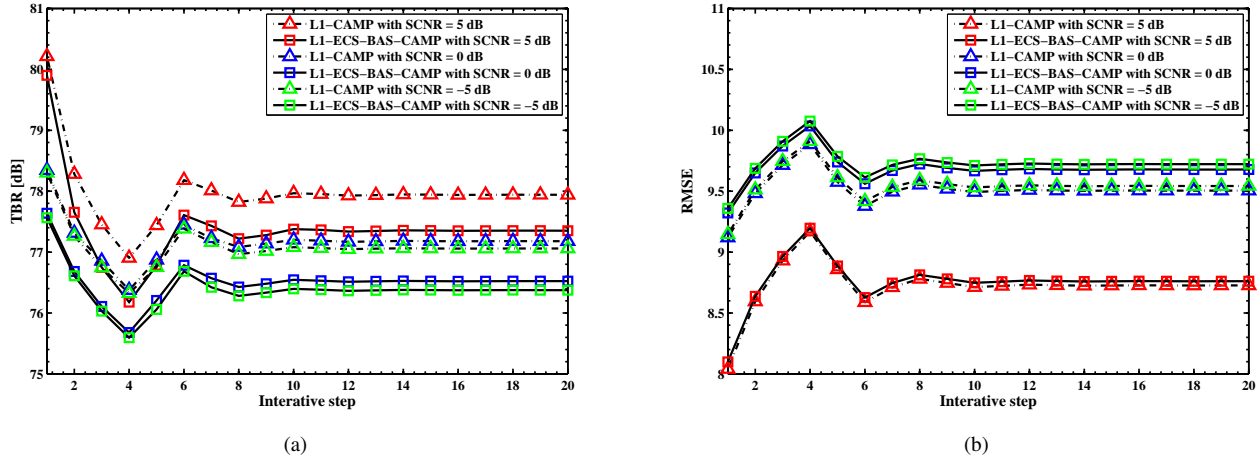 L1−CAMP with SCNR = 5 dB
L1−ECS−BAS−CAMP with SCNR = 5 dB
L1−CAMP with SCNR = 0 dB
L1−ECS−BAS−CAMP with SCNR = 0 dB
L1−CAMP with SCNR = −5 dB
L1−ECS−BAS−CAMP with SCNR = −5 dB
81
80
79
78
77
76
75
TBR [dB]
2 4 6 8 10 12 14 16 18 20
Interative step
(a)
L1−CAMP with SCNR = 5 dB
L1−ECS−BAS−CAMP with SCNR = 5 dB
L1−CAMP with SCNR = 0 dB
L1−ECS−BAS−CAMP with SCNR = 0 dB
L1−CAMP with SCNR = −5 dB
L1−ECS−BAS−CAMP with SCNR = −5 dB
11
10.5
10
9.5
9
8.5
8
RMSE
2 4 6 8 10 12 14 16 18 20
Interative step
(b)